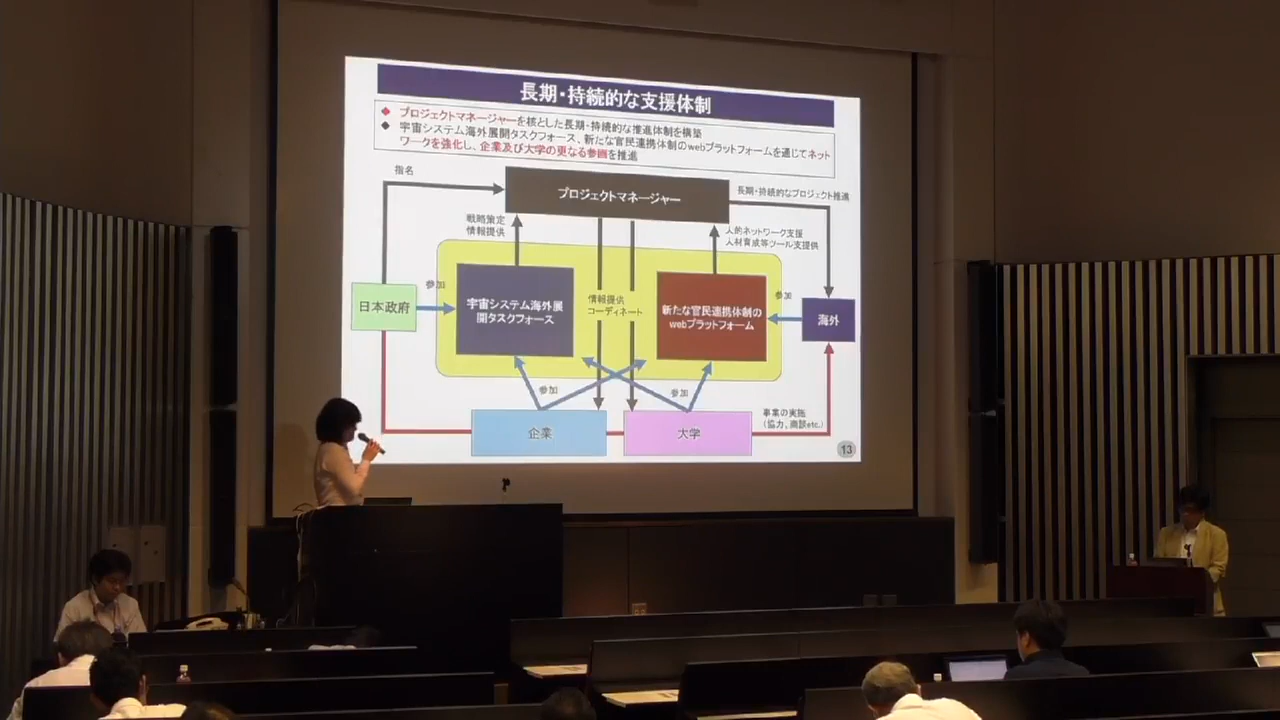 長期・持続的な支援体制
◆ プロジェクトマネージャーを核とした長期・持続的な推進体制を構築
◆ 宇宙システム海外展開タスクフォース、新たな官民連携体制のwebプラットフォームを通じてネット
ワークを強化し、企業及び大学の更なる参画を推進
指名
プロジェクトマネージャー
長期・持続的なプロジェクト推進
戦略策定
情報提供
人的ネットワーク支援
人材育成等ツール支援提供
日本政府
参加
宇宙システム海外展
開タスクフォース
情報提供
コーディネート
新たな官民連携体制の
webプラットフォーム
参加
海外
参加
参加
企業
大学
事業の実施
（協力、商談etc.）
13